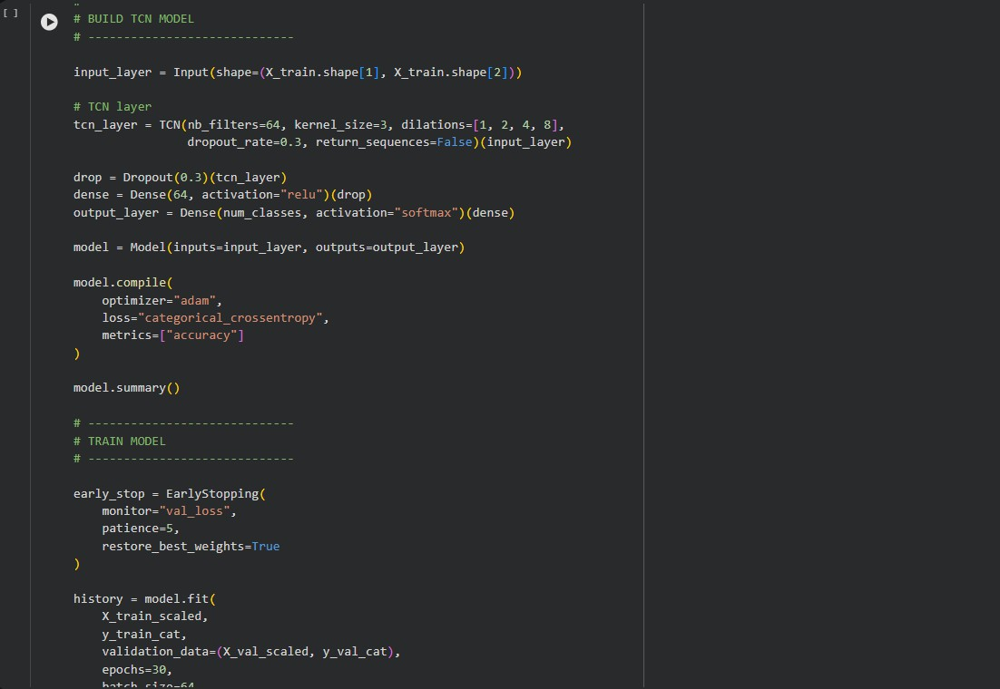 [ ]
# BUILD TCN MODEL
# -----------------------------
input_layer = Input(shape=(X_train.shape[1], X_train.shape[2]))
# TCN layer
tcn_layer = TCN(nb_filters=64, kernel_size=3, dilations=[1, 2, 4, 8],
                dropout_rate=0.3, return_sequences=False)(input_layer)
drop = Dropout(0.3)(tcn_layer)
dense = Dense(64, activation="relu")(drop)
output_layer = Dense(num_classes, activation="softmax")(dense)
model = Model(inputs=input_layer, outputs=output_layer)
model.compile(
    optimizer="adam",
    loss="categorical_crossentropy",
    metrics=["accuracy"]
)
model.summary()
# -----------------------------
# TRAIN MODEL
# -----------------------------
early_stop = EarlyStopping(
    monitor="val_loss",
    patience=5,
    restore_best_weights=True
)
history = model.fit(
    X_train_scaled,
    y_train_cat,
    validation_data=(X_val_scaled, y_val_cat),
    epochs=30,
    batch_size=64